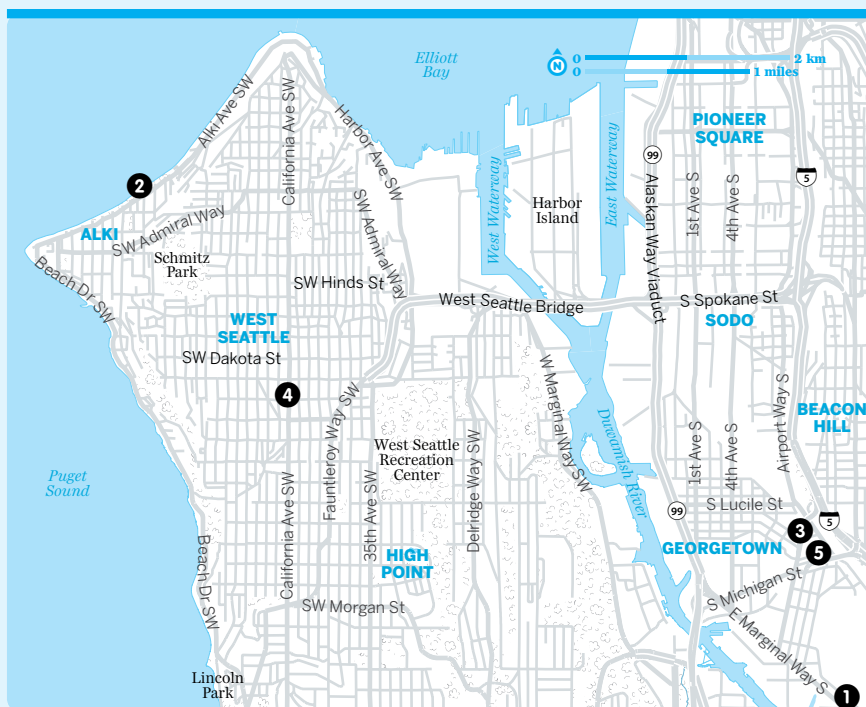 Elliott
Bay
N
0
2 km
0
1 miles
Alki Ave SW
California Ave SW
Harbor Ave SW
PIONEER
SQUARE
99
5
2
West Waterway
East Waterway
Harbor
Island
Alaskan Way Viaduct
1st Ave S
4th Ave S
ALKI
SW Admiral Way
Schmitz
Park
SW Admiral Way
Beach Dr SW
SW Hinds St
West Seattle Bridge
S Spokane St
SODO
WEST
SEATTLE
SW Dakota St
4
Fauntleroy Way SW
W Marginal Way SW
Duwamish River
Airport Way S
BEACON
HILL
1st Ave S
4th Ave S
West Seattle
Recreation
Center
Delridge Way SW
Puget
Sound
California Ave SW
35th Ave SW
99
S Lucile St
5
3
GEORGETOWN
5
HIGH
POINT
Beach Dr SW
S Michigan St
SW Morgan St
E Marginal Way S
Lincoln
Park
1